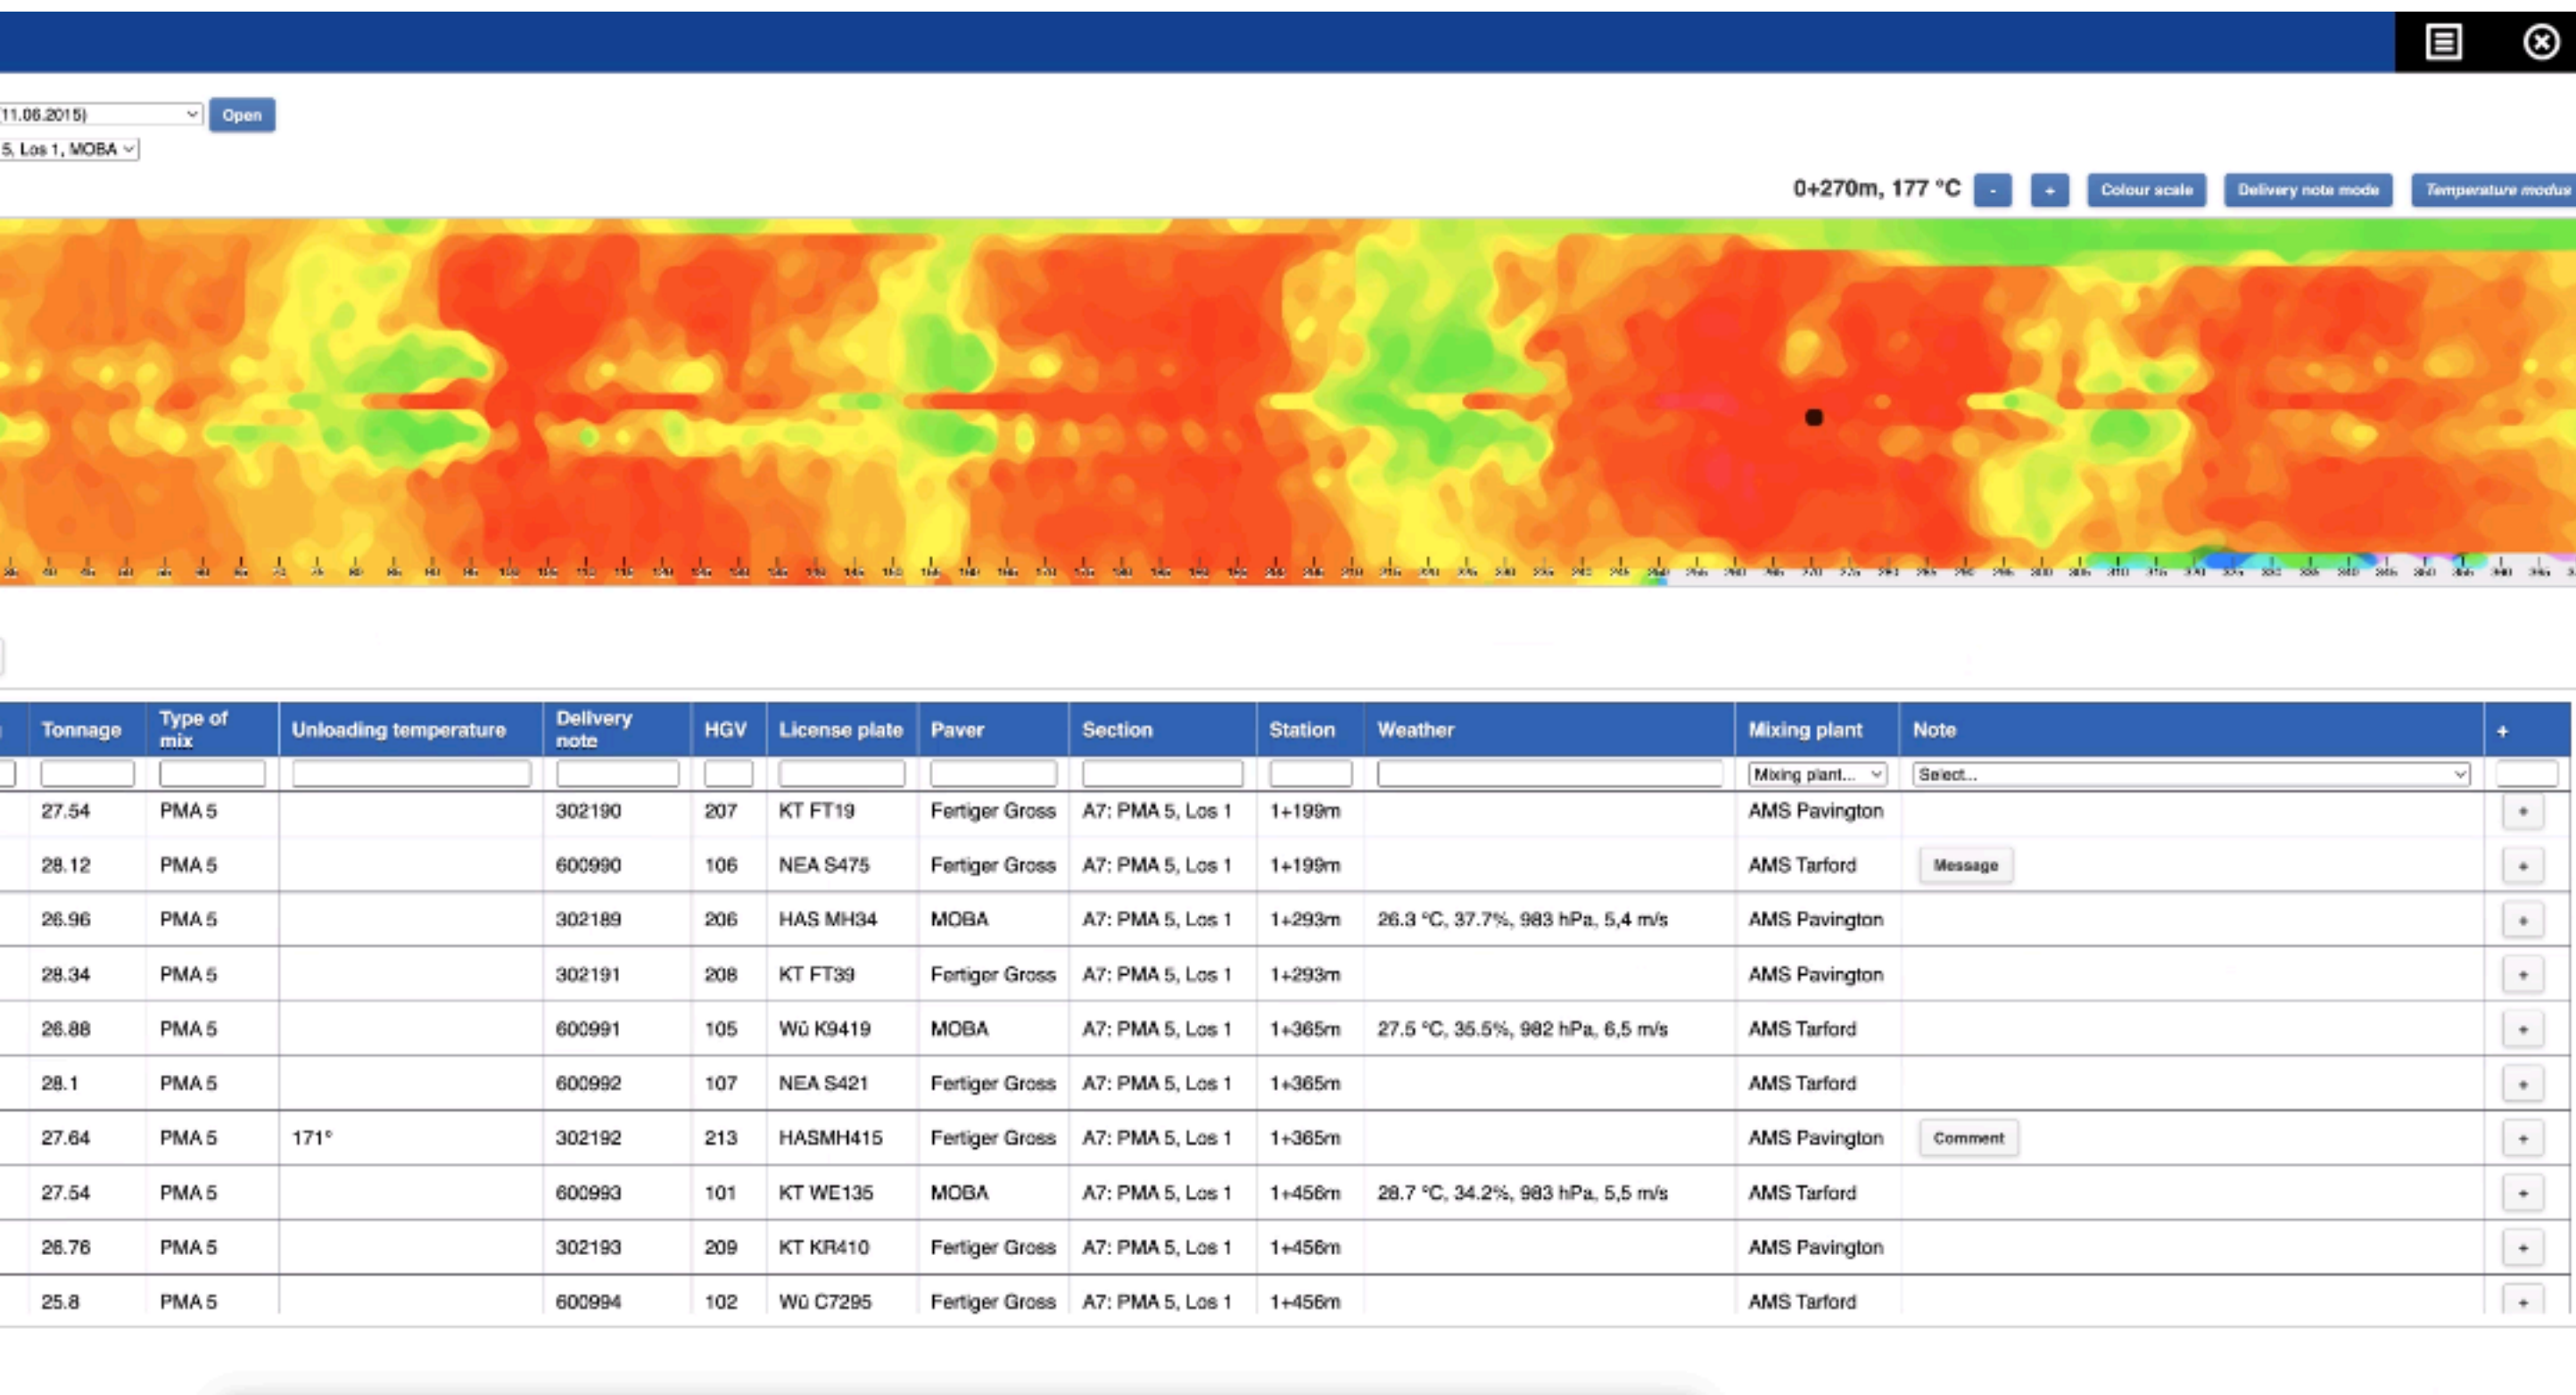 11.06.2015)
Open
5, Los 1, MOBA
0+270m, 177 °C - + Colour scale Delivery note mode Temperature modus
Tonnage Type of mix Unloading temperature Delivery note HGV License plate Paver Section Station Weather Mixing plant Note +
Mixing plant... Select...
27.54 PMA 5 302190 207 KT FT19 Fertiger Gross A7: PMA 5, Los 1 1+199m AMS Pavington +
28.12 PMA 5 600990 106 NEA S475 Fertiger Gross A7: PMA 5, Los 1 1+199m AMS Tarford Message +
26.96 PMA 5 302189 206 HAS MH34 MOBA A7: PMA 5, Los 1 1+293m 26.3 °C, 37.7%, 983 hPa, 5,4 m/s AMS Pavington +
28.34 PMA 5 302191 208 KT FT39 Fertiger Gross A7: PMA 5, Los 1 1+293m AMS Pavington +
26.88 PMA 5 600991 105 Wü K9419 MOBA A7: PMA 5, Los 1 1+365m 27.5 °C, 35.5%, 982 hPa, 6,5 m/s AMS Tarford +
28.1 PMA 5 600992 107 NEA S421 Fertiger Gross A7: PMA 5, Los 1 1+365m AMS Tarford +
27.64 PMA 5 171° 302192 213 HASMH415 Fertiger Gross A7: PMA 5, Los 1 1+365m AMS Pavington Comment +
27.54 PMA 5 600993 101 KT WE135 MOBA A7: PMA 5, Los 1 1+456m 28.7 °C, 34.2%, 983 hPa, 5,5 m/s AMS Tarford +
26.76 PMA 5 302193 209 KT KR410 Fertiger Gross A7: PMA 5, Los 1 1+456m AMS Pavington +
25.8 PMA 5 600994 102 Wü C7295 Fertiger Gross A7: PMA 5, Los 1 1+456m AMS Tarford +